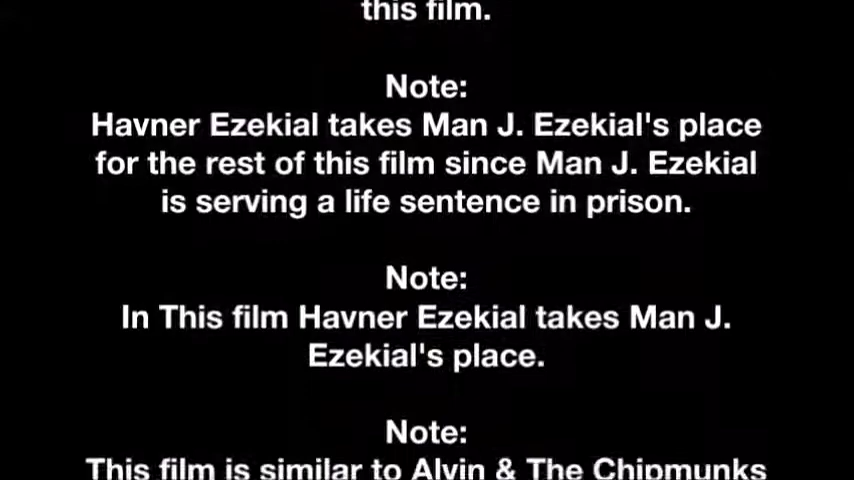 this film.
Note:
Havner Ezekial takes Man J. Ezekial's place
for the rest of this film since Man J. Ezekial
is serving a life sentence in prison.
Note:
In This film Havner Ezekial takes Man J.
Ezekial's place.
Note:
This film is similar to Alvin & The Chipmunks